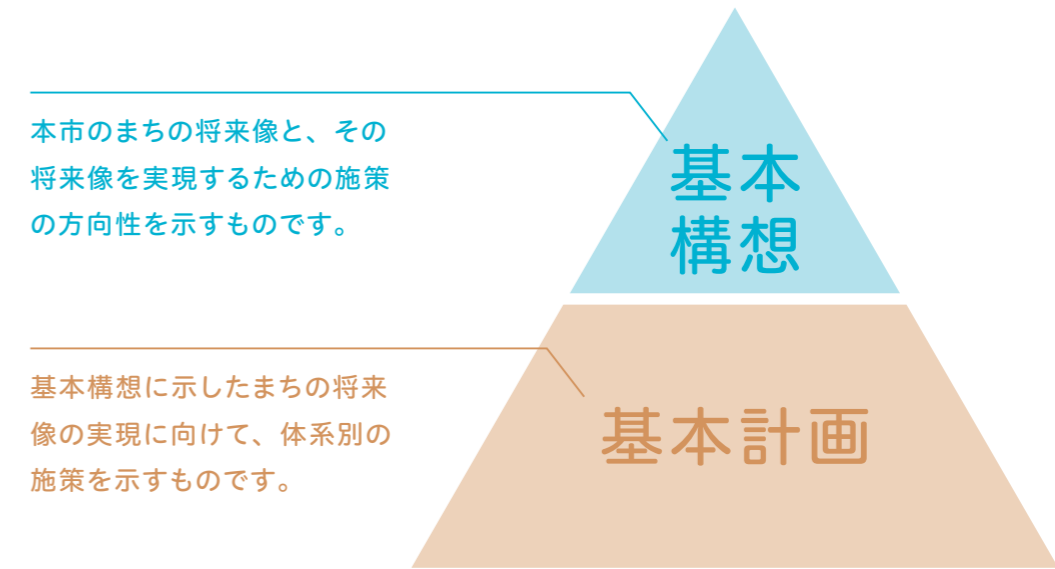 本市のまちの将来像と、その
将来像を実現するための施策
の方向性を示すものです。
基本
構想
基本構想に示したまちの将来
像の実現に向けて、体系別の
施策を示すものです。
基本計画